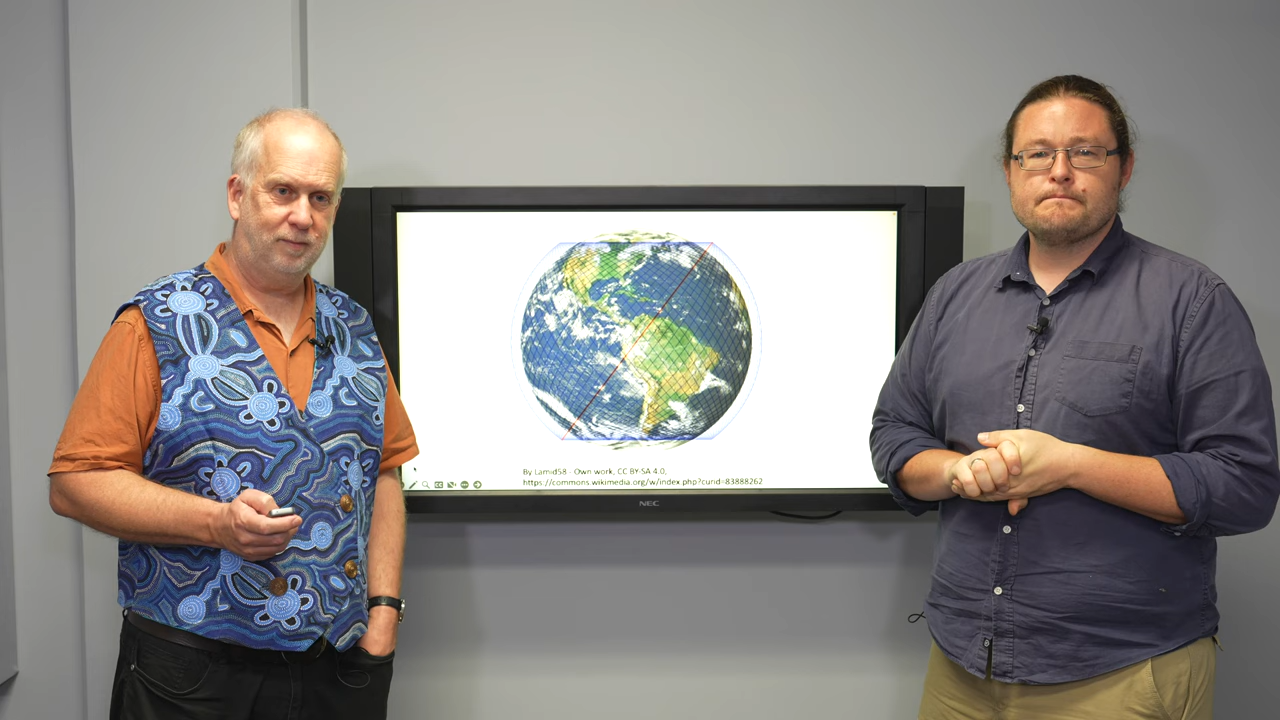 By Lamid58 - Own work, CC BY-SA 4.0,
https://commons.wikimedia.org/w/index.php?curid=83888262
NEC